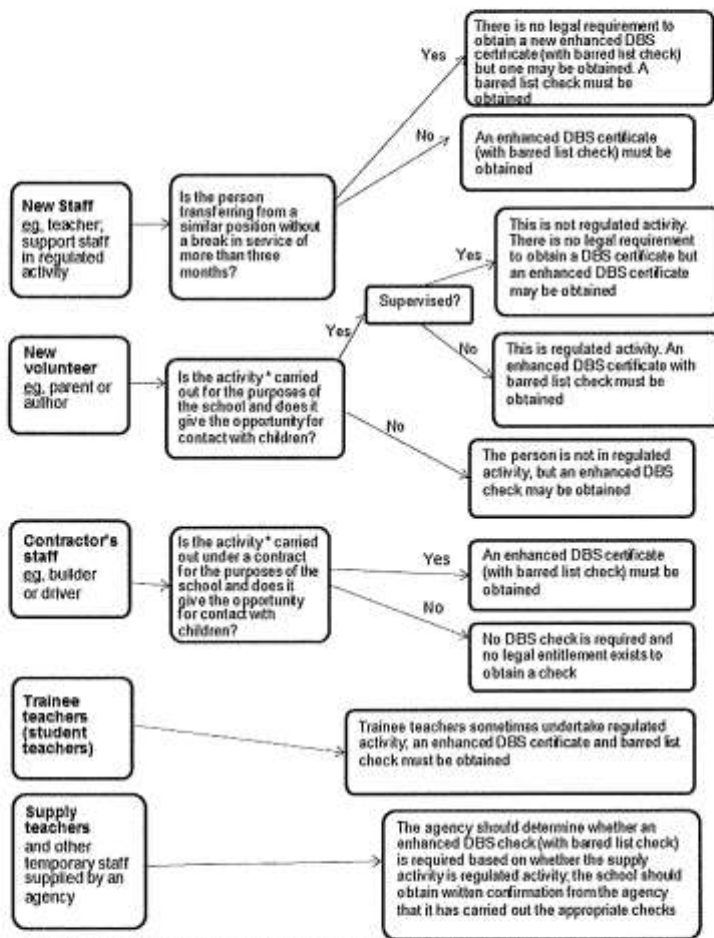 There is no legal requirement to
obtain a new enhanced DBS
certificate (with barred list check)
but one may be obtained. A
barred list check must be
obtained
Yes
No
An enhanced DBS certificate
(with barred list check) must be
obtained
New Staff
eg, teacher;
support staff
in regulated
activity
Is the person
transferring from a
similar position without
a break in service of
more than three
months?
This is not regulated activity.
There is no legal requirement
to obtain a DBS certificate but
an enhanced DBS certificate
may be obtained
Yes
Supervised?
Yes
No
This is regulated activity. An
enhanced DBS certificate with
barred list check must be
obtained
New
volunteer
eg, parent or
author
Is the activity * carried
out for the purposes of
the school and does it
give the opportunity for
contact with children?
No
The person is not in regulated
activity, but an enhanced DBS
check may be obtained
Contractor's
staff
eg, builder
or driver
Is the activity * carried
out under a contract
for the purposes of the
school and does it
give the opportunity
for contact with
children?
Yes
An enhanced DBS certificate
(with barred list check) must be
obtained
No
No DBS check is required and
no legal entitlement exists to
obtain a check
Trainee
teachers
(student
teachers)
Trainee teachers sometimes undertake regulated
activity; an enhanced DBS certificate and barred list
check must be obtained
Supply
teachers
and other
temporary staff
supplied by an
agency
The agency should determine whether an
enhanced DBS check (with barred list check)
is required based on whether the supply
activity is regulated activity; the school should
obtain written confirmation from the agency
that it has carried out the appropriate checks